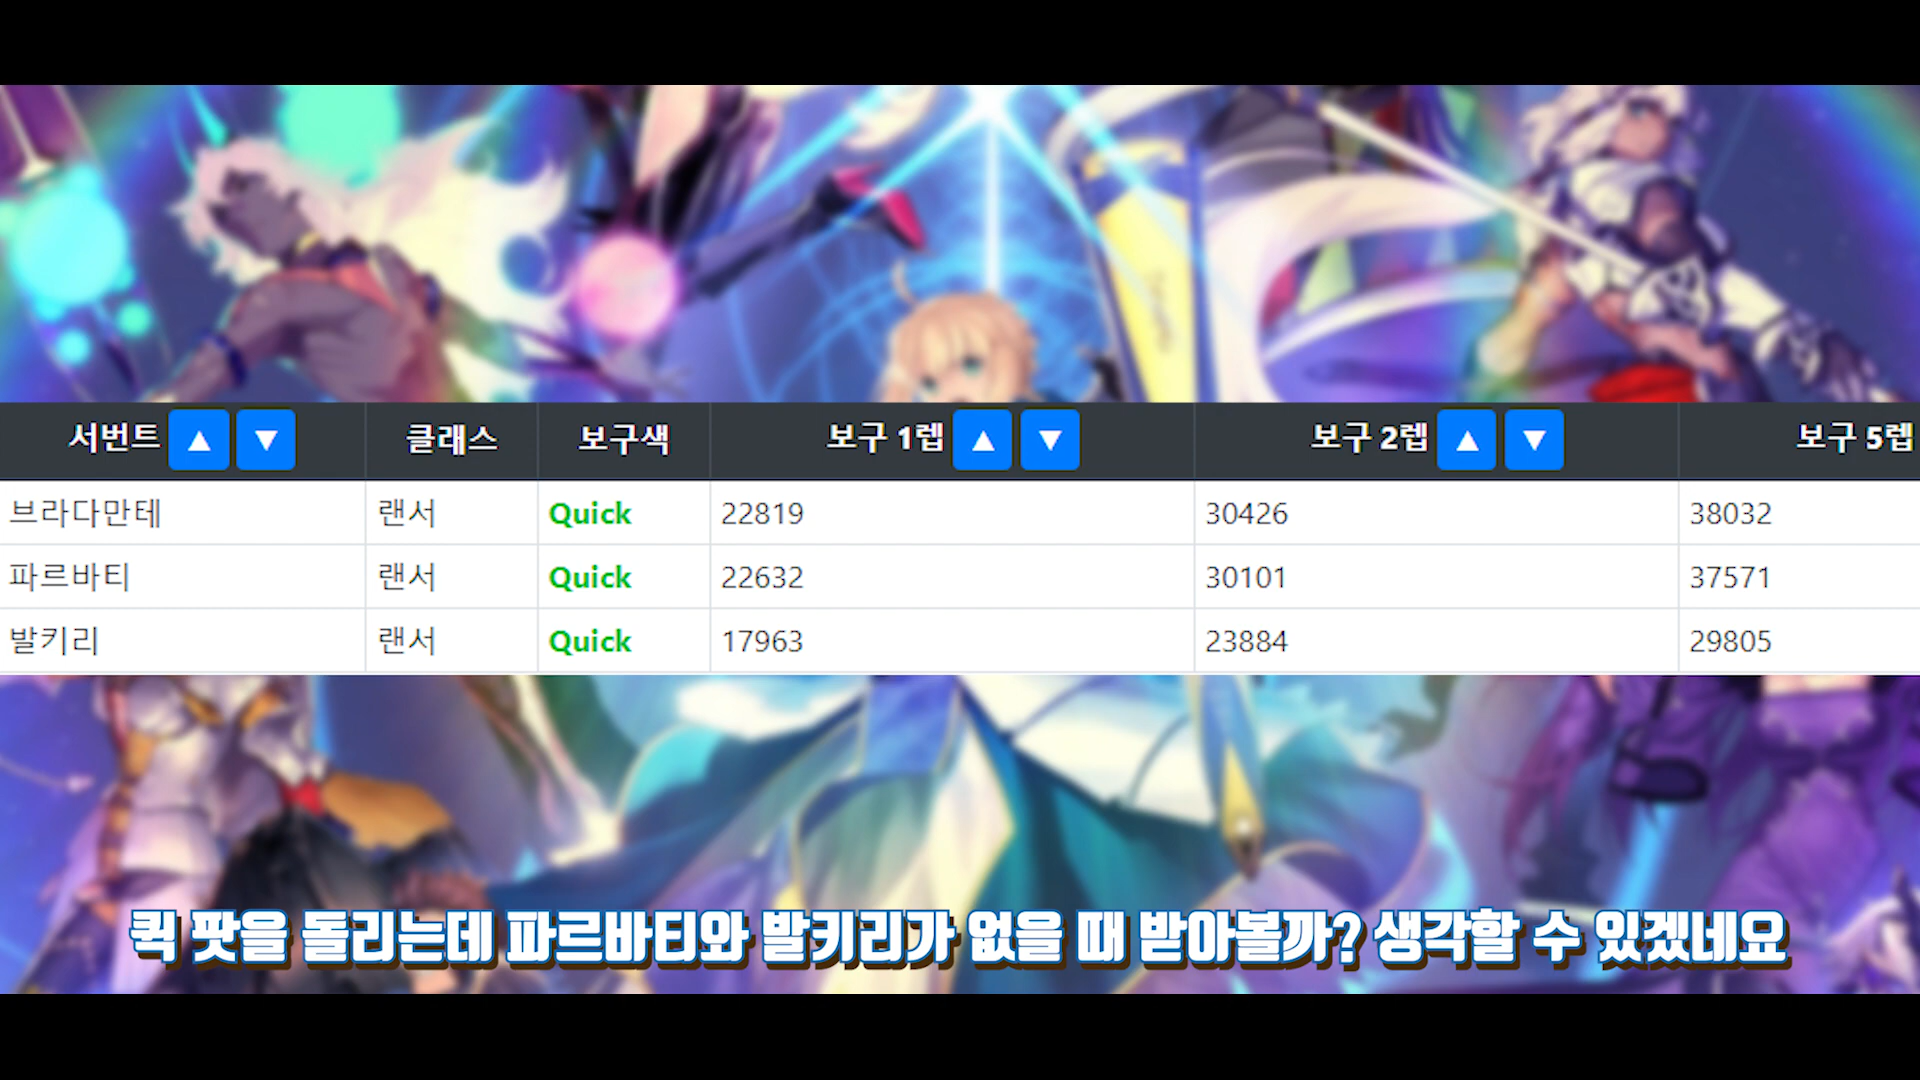 서번트 ▲ ▼ 클래스 보구색 보구 1렙 ▲ ▼ 보구 2렙 ▲ ▼ 보구 5렙
브라다만테 랜서 Quick 22819 30426 38032
파르바티 랜서 Quick 22632 30101 37571
발키리 랜서 Quick 17963 23884 29805
퀵 팟을 돌리는데 파르바티와 발키리가 없을 때 받아볼까? 생각할 수 있겠네요